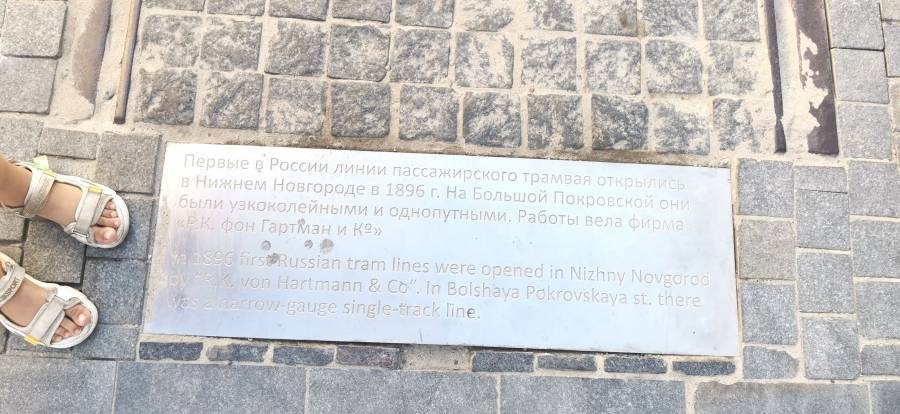 Первые в России линии пассажирского трамвая открылись
в Нижнем Новгороде в 1896 г. На Большой Покровской они
были узкоколейными и однопутными. Работы вела фирма
«Р.К. фон Гартман и Кº»
In 1896 first Russian tram lines were opened in Nizhny Novgorod
by "R.K. von Hartmann & Co". In Bolshaya Pokrovskaya st. there
was a narrow-gauge single-track line.